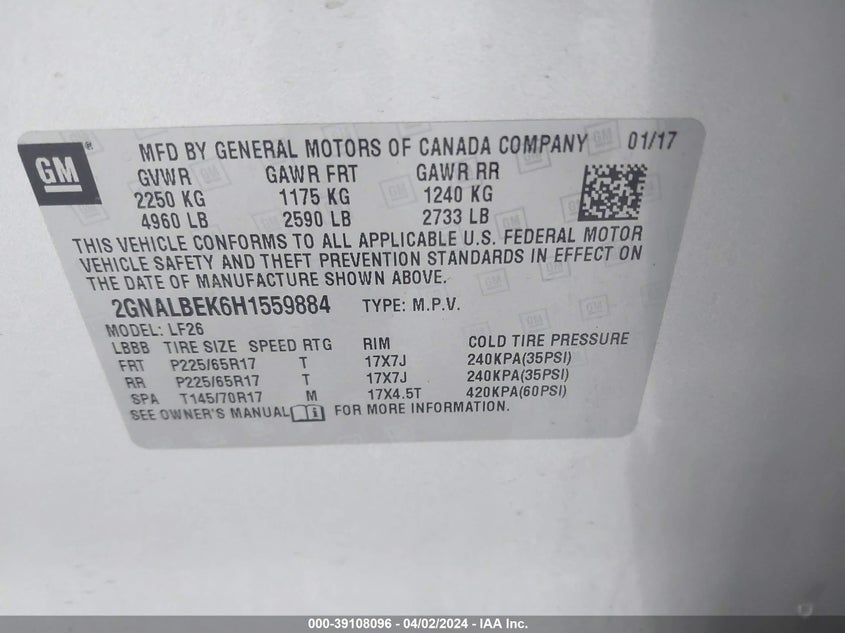 GM ®
MFD BY GENERAL MOTORS OF CANADA COMPANY 01/17
GVWR GAWR FRT GAWR RR
2250 KG 1175 KG 1240 KG
4960 LB 2590 LB 2733 LB
THIS VEHICLE CONFORMS TO ALL APPLICABLE U.S. FEDERAL MOTOR
VEHICLE SAFETY AND THEFT PREVENTION STANDARDS IN EFFECT ON
THE DATE OF MANUFACTURE SHOWN ABOVE.
2GNALBEK6H1559884 TYPE: M.P.V.
MODEL: LF26
LBBB TIRE SIZE SPEED RTG RIM COLD TIRE PRESSURE
FRT P225/65R17 T 17X7J 240KPA(35PSI)
RR P225/65R17 T 17X7J 240KPA(35PSI)
SPA T145/70R17 M 17X4.5T 420KPA(60PSI)
SEE OWNER'S MANUAL FOR MORE INFORMATION.
000-39108096 - 04/02/2024 - IAA Inc.